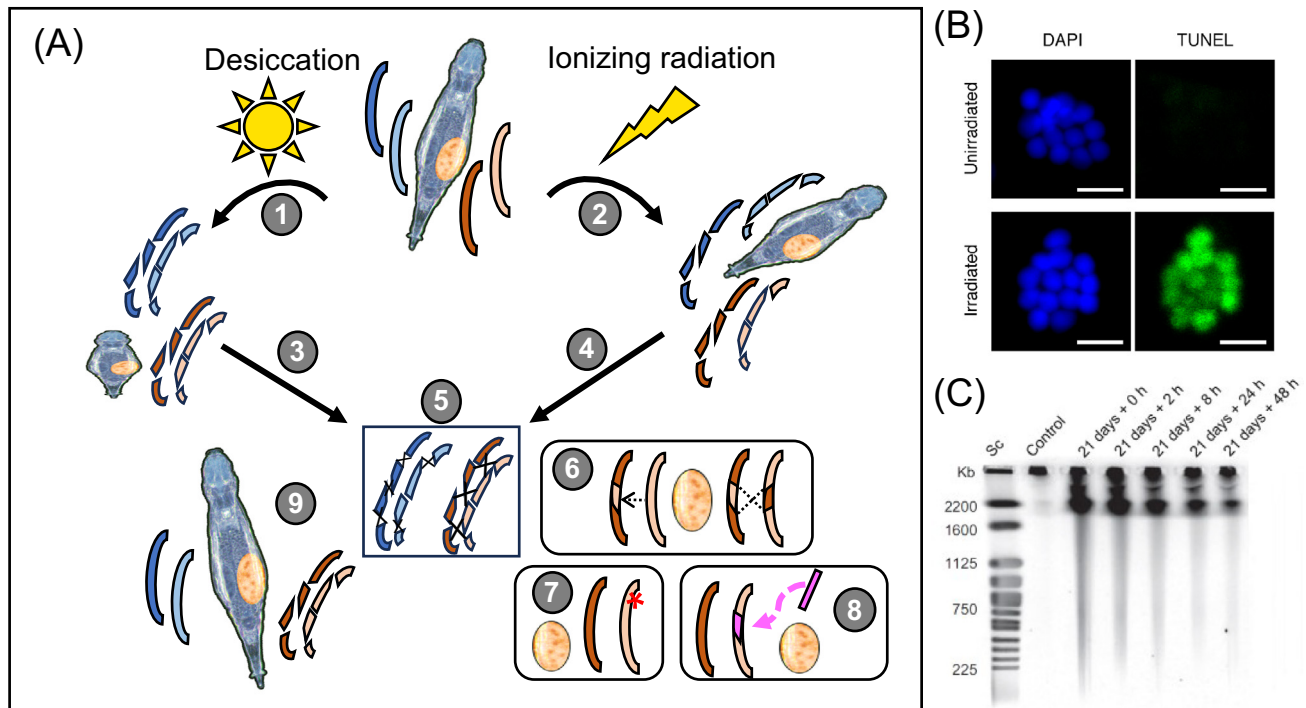 (A)
Desiccation
Ionizing radiation
1
2
3
4
5
6
7
8
9
(B)
DAPI
TUNEL
Unirradiated
Irradiated
(C)
Sc
Control
21 days + 0 h
21 days + 2 h
21 days + 8 h
21 days + 24 h
21 days + 48 h
Kb
2200
1600
1125
750
225